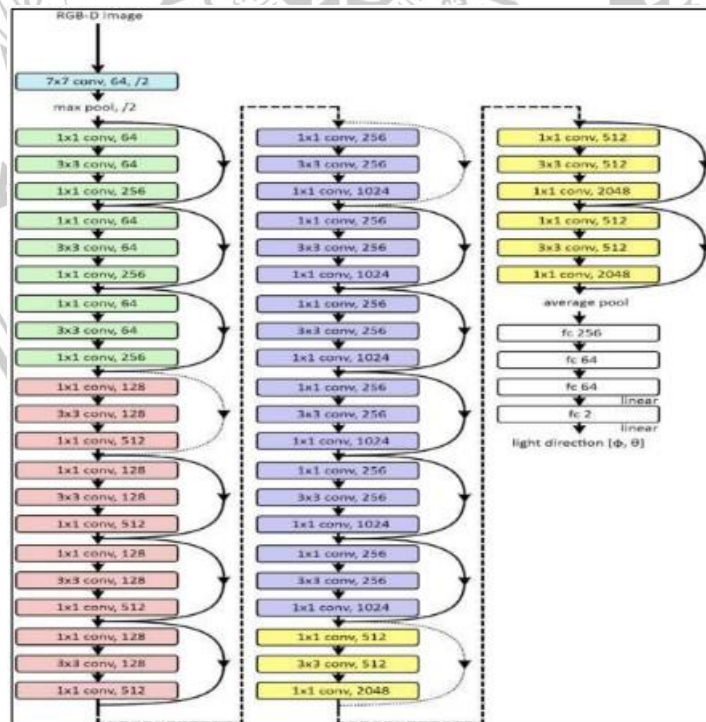 RGB-D Image
7x7 conv, 64, /2
max pool, /2
1x1 conv, 64
3x3 conv, 64
1x1 conv, 256
1x1 conv, 64
3x3 conv, 64
1x1 conv, 256
1x1 conv, 64
3x3 conv, 64
1x1 conv, 256
1x1 conv, 128
3x3 conv, 128
1x1 conv, 512
1x1 conv, 128
3x3 conv, 128
1x1 conv, 512
1x1 conv, 128
3x3 conv, 128
1x1 conv, 512
1x1 conv, 128
3x3 conv, 128
1x1 conv, 512
1x1 conv, 256
3x3 conv, 256
1x1 conv, 1024
1x1 conv, 256
3x3 conv, 256
1x1 conv, 1024
1x1 conv, 256
3x3 conv, 256
1x1 conv, 1024
1x1 conv, 256
3x3 conv, 256
1x1 conv, 1024
1x1 conv, 256
3x3 conv, 256
1x1 conv, 1024
1x1 conv, 256
3x3 conv, 256
1x1 conv, 1024
1x1 conv, 512
3x3 conv, 512
1x1 conv, 2048
1x1 conv, 512
3x3 conv, 512
1x1 conv, 2048
1x1 conv, 512
3x3 conv, 512
1x1 conv, 2048
average pool
fc 256
fc 64
fc 64
linear
fc 2
linear
light direction [ϕ, θ]